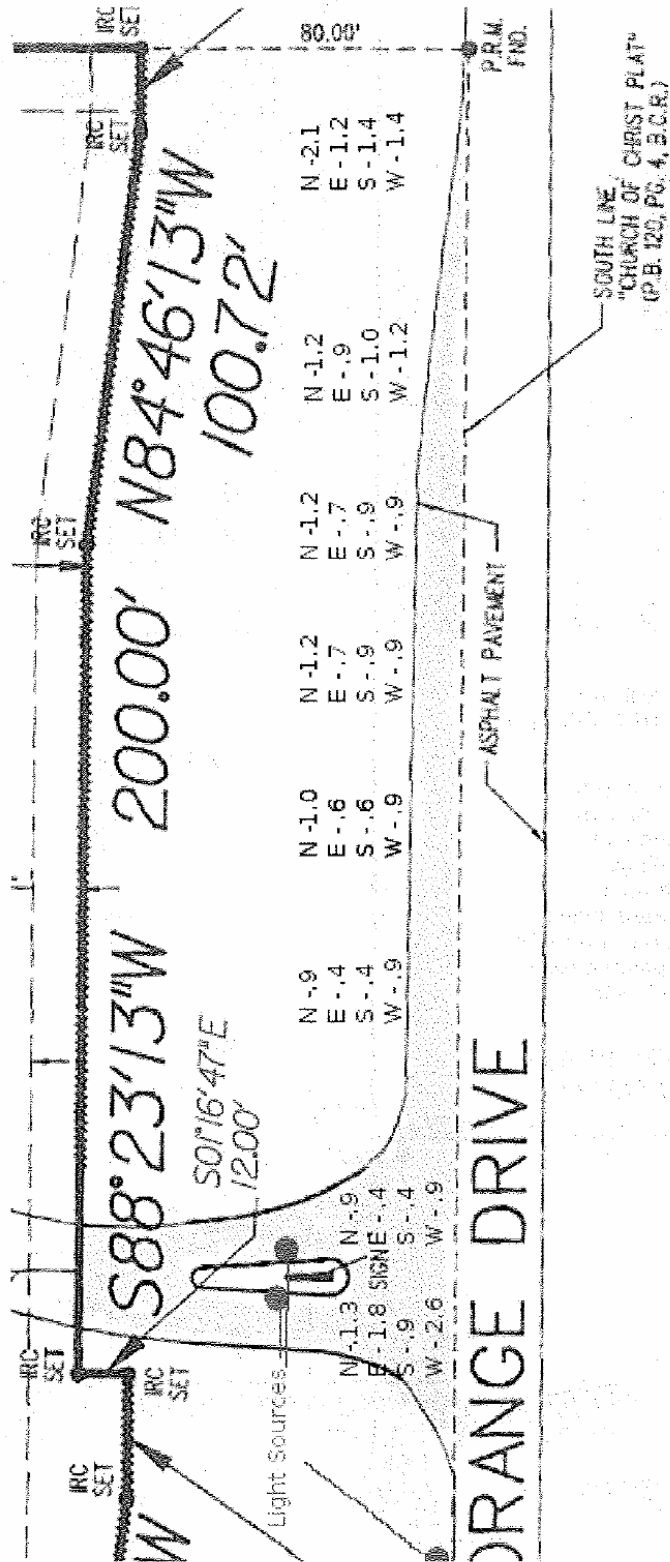 IRC
SET
80.00'
P.R.M.
FND.
IRC
SET
N -2.1
E -1.2
S -1.4
W -1.4
SOUTH LINE,
"CHURCH OF CHRIST PLAT"
(P.B. 120, PG. 4, B.C.R.)
N84°46'13"W
100.72'
N -1.2
E -.9
S -1.0
W -1.2
IRC
SET
N -1.2
E -.7
S -.9
W -.9
ASPHALT PAVEMENT
200.00'
N -1.2
E -.7
S -.9
W -.9
N -1.0
E -.6
S -.6
W -.9
S88°23'13"W
N -.9
E -.4
S -.4
W -.9
S01°16'47"E
12.00'
N -.9
E -.4
S -.4
W -.9
SIGN
N -1.3
E -1.8
S -.9
W -2.6
IRC
SET
IRC
SET
Light Sources
IRC
SET
ORANGE DRIVE
W